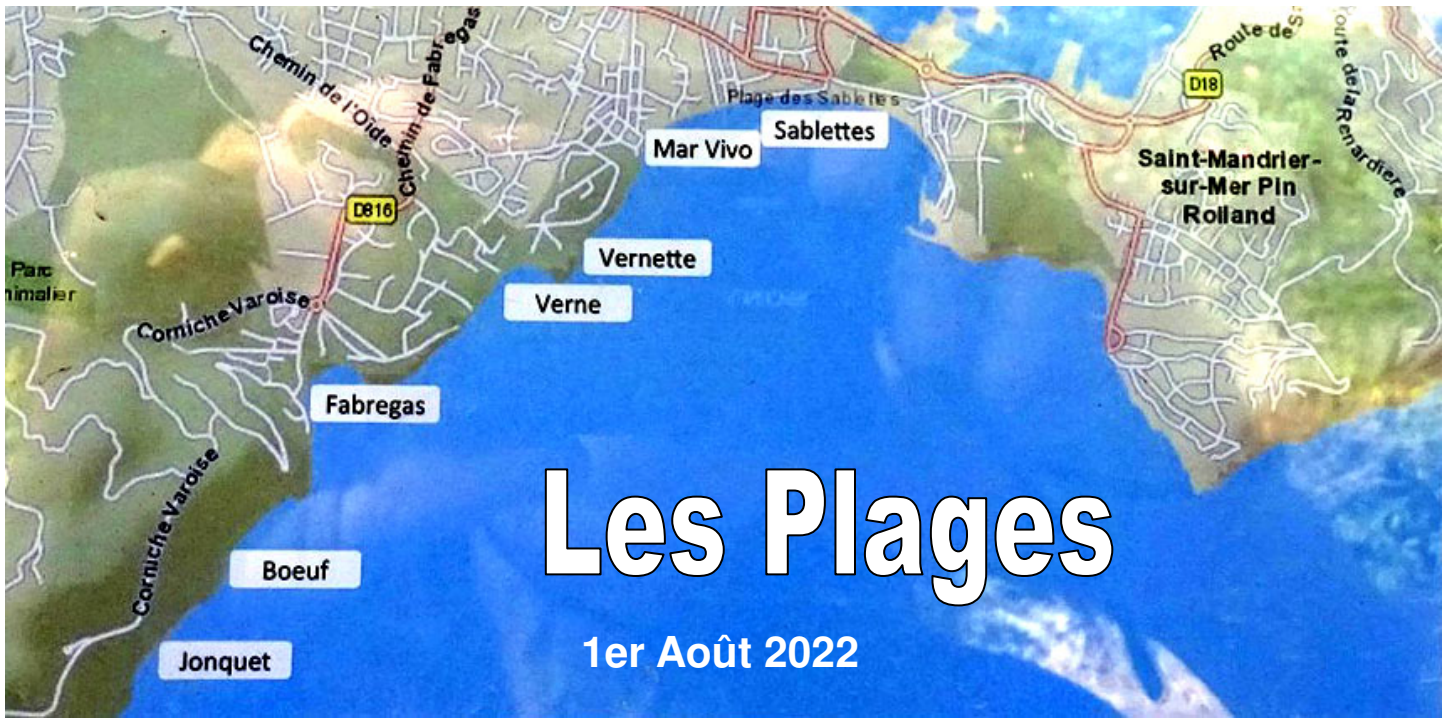 Chemin de l'Oïde
Chemin de Fabregas
Route de
Route de la Renardiere
D18
Plage des Sablettes
Sablettes
Mar Vivo
Saint-Mandrier-
sur-Mer Pin
Rolland
D816
Vernette
Parc
Verne
Corniche Varoise
Fabregas
Corniche Varoise
Les Plages
Boeuf
1er Août 2022
Jonquet